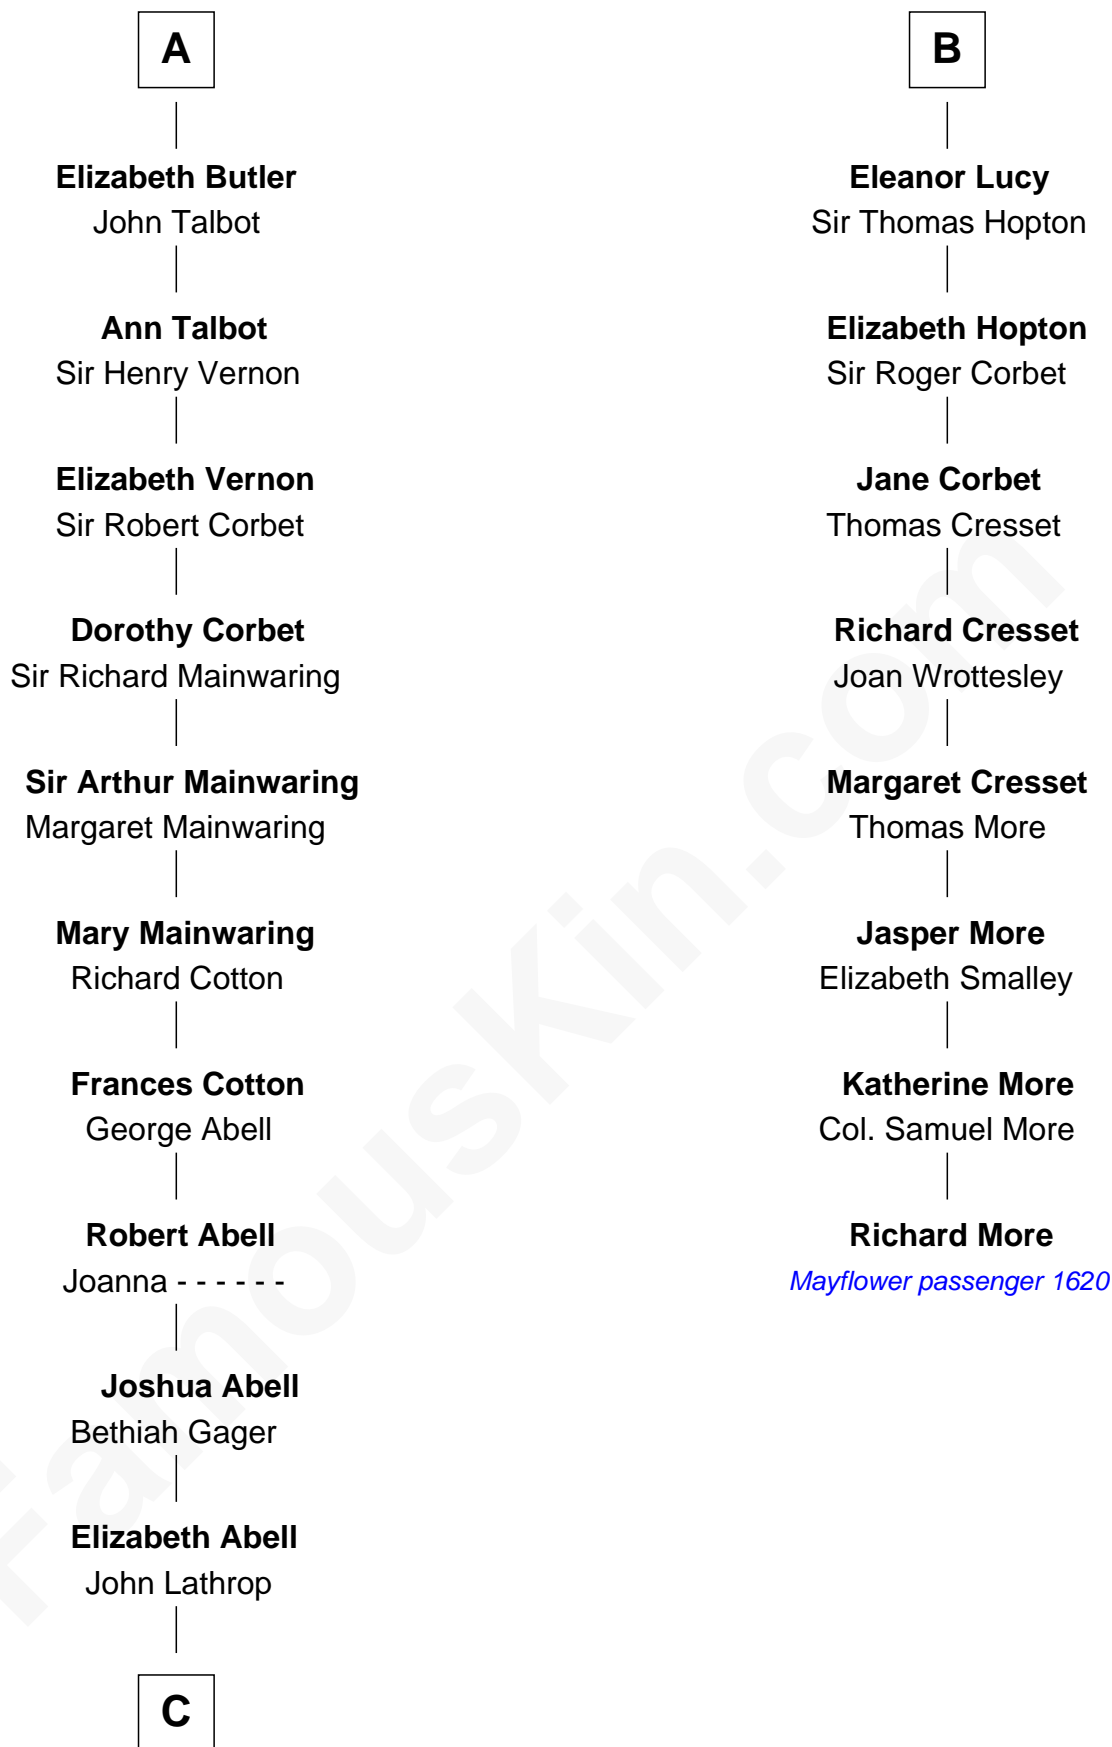 A
Elizabeth Butler
John Talbot
Ann Talbot
Sir Henry Vernon
Elizabeth Vernon
Sir Robert Corbet
Dorothy Corbet
Sir Richard Mainwaring
Sir Arthur Mainwaring
Margaret Mainwaring
Mary Mainwaring
Richard Cotton
Frances Cotton
George Abell
Robert Abell
Joanna - - - - - -
Joshua Abell
Bethiah Gager
Elizabeth Abell
John Lathrop
C
B
Eleanor Lucy
Sir Thomas Hopton
Elizabeth Hopton
Sir Roger Corbet
Jane Corbet
Thomas Cresset
Richard Cresset
Joan Wrottesley
Margaret Cresset
Thomas More
Jasper More
Elizabeth Smalley
Katherine More
Col. Samuel More
Richard More
Mayflower passenger 1620
FamousKin.com